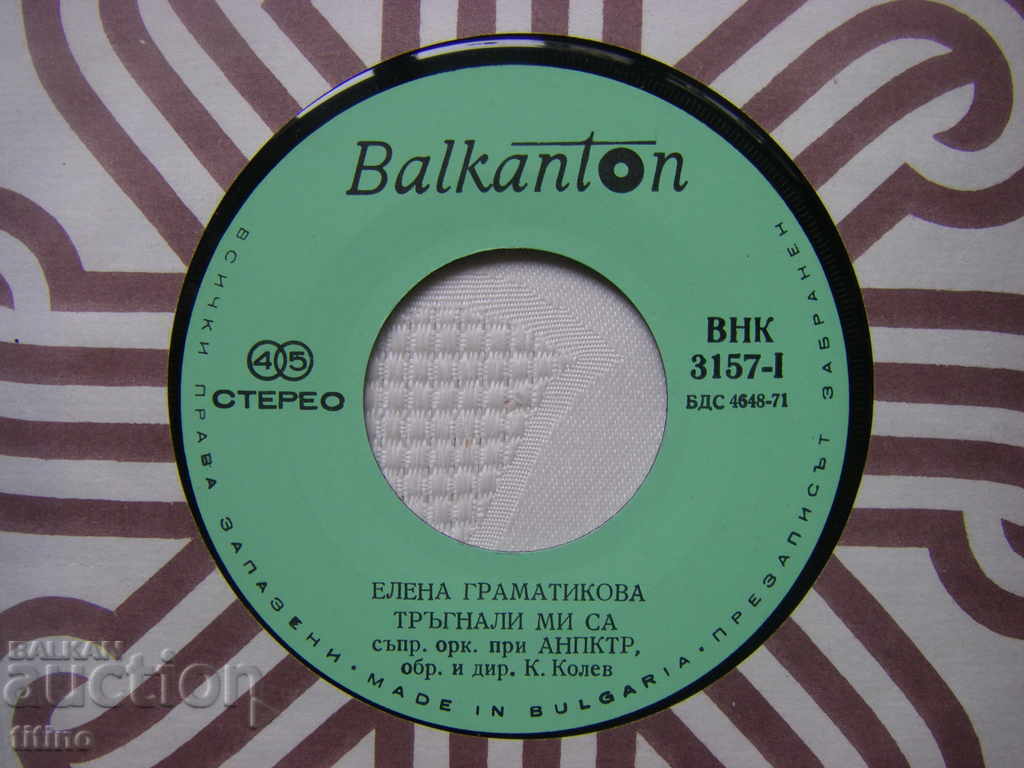 Balkanton
45
СТЕРЕО
ВНК
3157-I
БДС 4648-71
ЕЛЕНА ГРАМАТИКОВА
ТРЪГНАЛИ МИ СА
съпр. орк. при АНПКТР,
обр. и дир. К. Колев
ВСИЧКИ ПРАВА ЗАПАЗЕНИ · MADE IN BULGARIA · ПРЕЗАПИСЪТ ЗАБРАНЕН
BALKAN
auction
titino